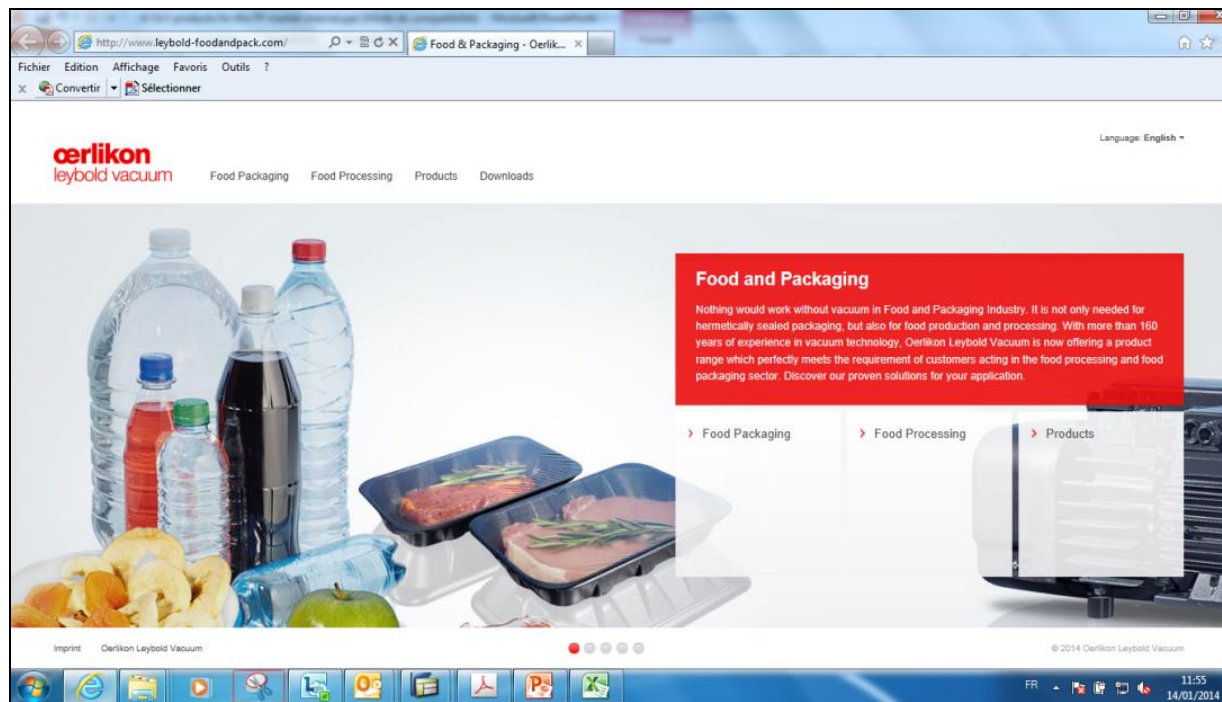 http://www.leybold-foodandpack.com/
Food & Packaging - Oerlik...
Fichier Edition Affichage Favoris Outils ?
x Convertir Sélectionner
Language: English
œrlikon
leybold vacuum
Food Packaging Food Processing Products Downloads
Food and Packaging
Nothing would work without vacuum in Food and Packaging Industry. It is not only needed for
hermetically sealed packaging, but also for food production and processing. With more than 160
years of experience in vacuum technology, Oerlikon Leybold Vacuum is now offering a product
range which perfectly meets the requirement of customers acting in the food processing and food
packaging sector. Discover our proven solutions for your application.
› Food Packaging › Food Processing › Products
Imprint Oerlikon Leybold Vacuum © 2014 Oerlikon Leybold Vacuum
FR 11:55
14/01/2014